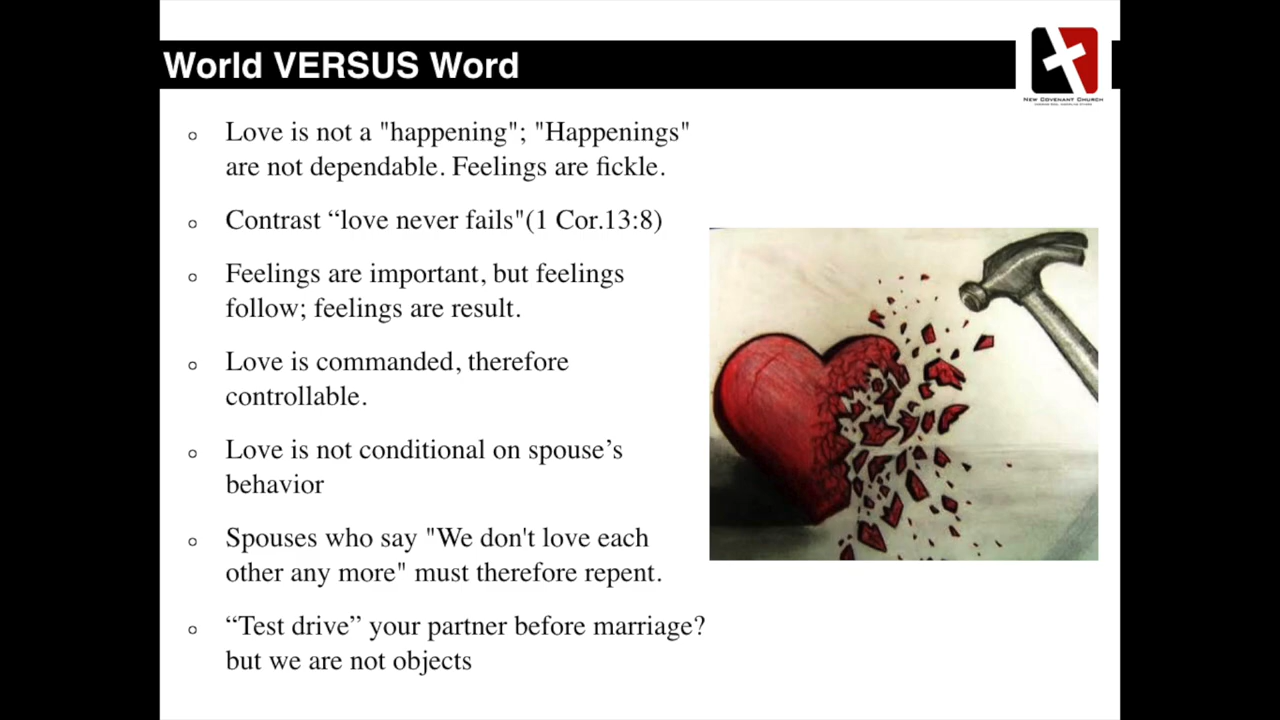 World VERSUS Word
NEW COVENANT CHURCH
Love is not a "happening"; "Happenings"
are not dependable. Feelings are fickle.
Contrast “love never fails"(1 Cor.13:8)
Feelings are important, but feelings
follow; feelings are result.
Love is commanded, therefore
controllable.
Love is not conditional on spouse’s
behavior
Spouses who say "We don't love each
other any more" must therefore repent.
“Test drive” your partner before marriage?
but we are not objects